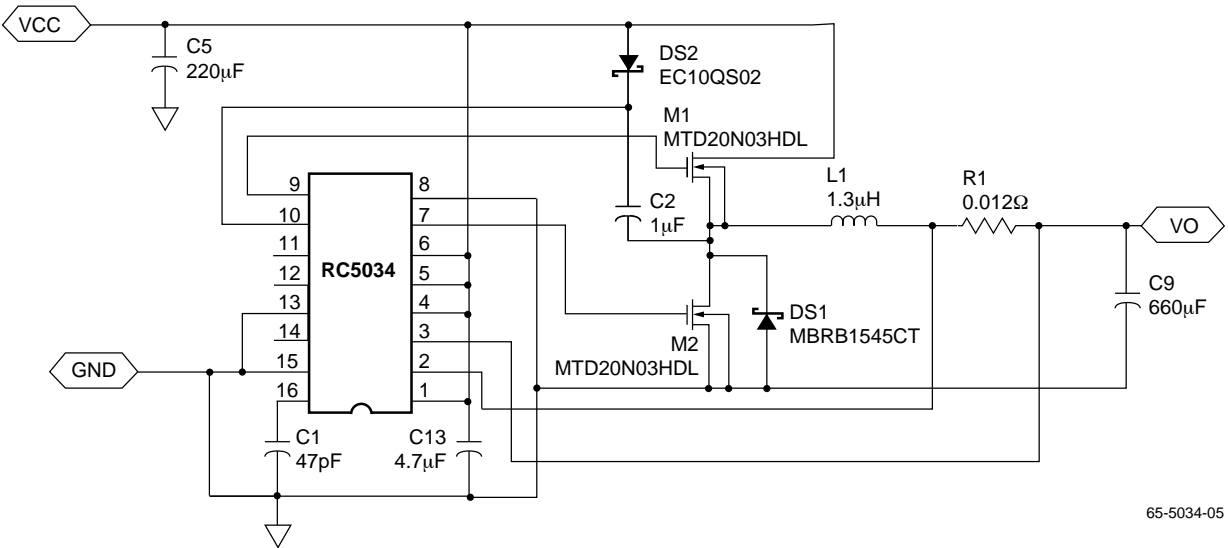 VCC
C5
220µF
DS2
EC10QS02
M1
MTD20N03HDL
L1
1.3µH
R1
0.012Ω
C2
1µF
VO
9
8
10
7
11
6
12
5
13
4
14
3
15
2
16
1
RC5034
DS1
MBRB1545CT
C9
660µF
M2
MTD20N03HDL
GND
C1
47pF
C13
4.7µF
65-5034-05